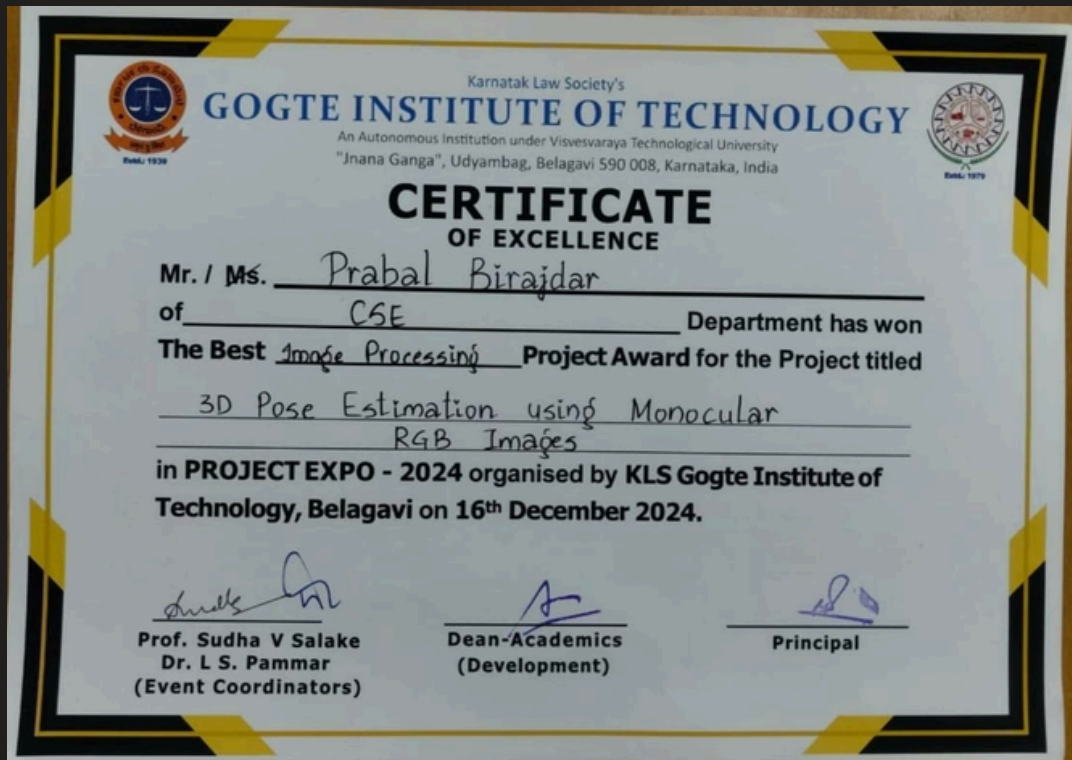 Karnatak Law Society's
GOGTE INSTITUTE OF TECHNOLOGY
An Autonomous Institution under Visvesvaraya Technological University
"Jnana Ganga", Udyambag, Belagavi 590 008, Karnataka, India
Estd.: 1939
Estd.: 1979
CERTIFICATE
OF EXCELLENCE
Mr. / Ms. Prabal Birajdar
of CSE Department has won
The Best Image Processing Project Award for the Project titled
3D Pose Estimation using Monocular
RGB Images
in PROJECT EXPO - 2024 organised by KLS Gogte Institute of
Technology, Belagavi on 16th December 2024.
Prof. Sudha V Salake
Dr. L S. Pammar
(Event Coordinators)
Dean-Academics
(Development)
Principal